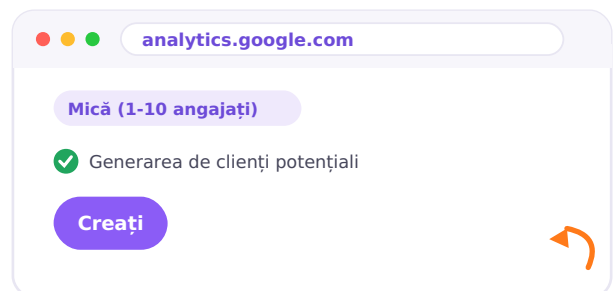 analytics.google.com
Mică (1-10 angajați)
Generarea de clienți potențiali
Creați